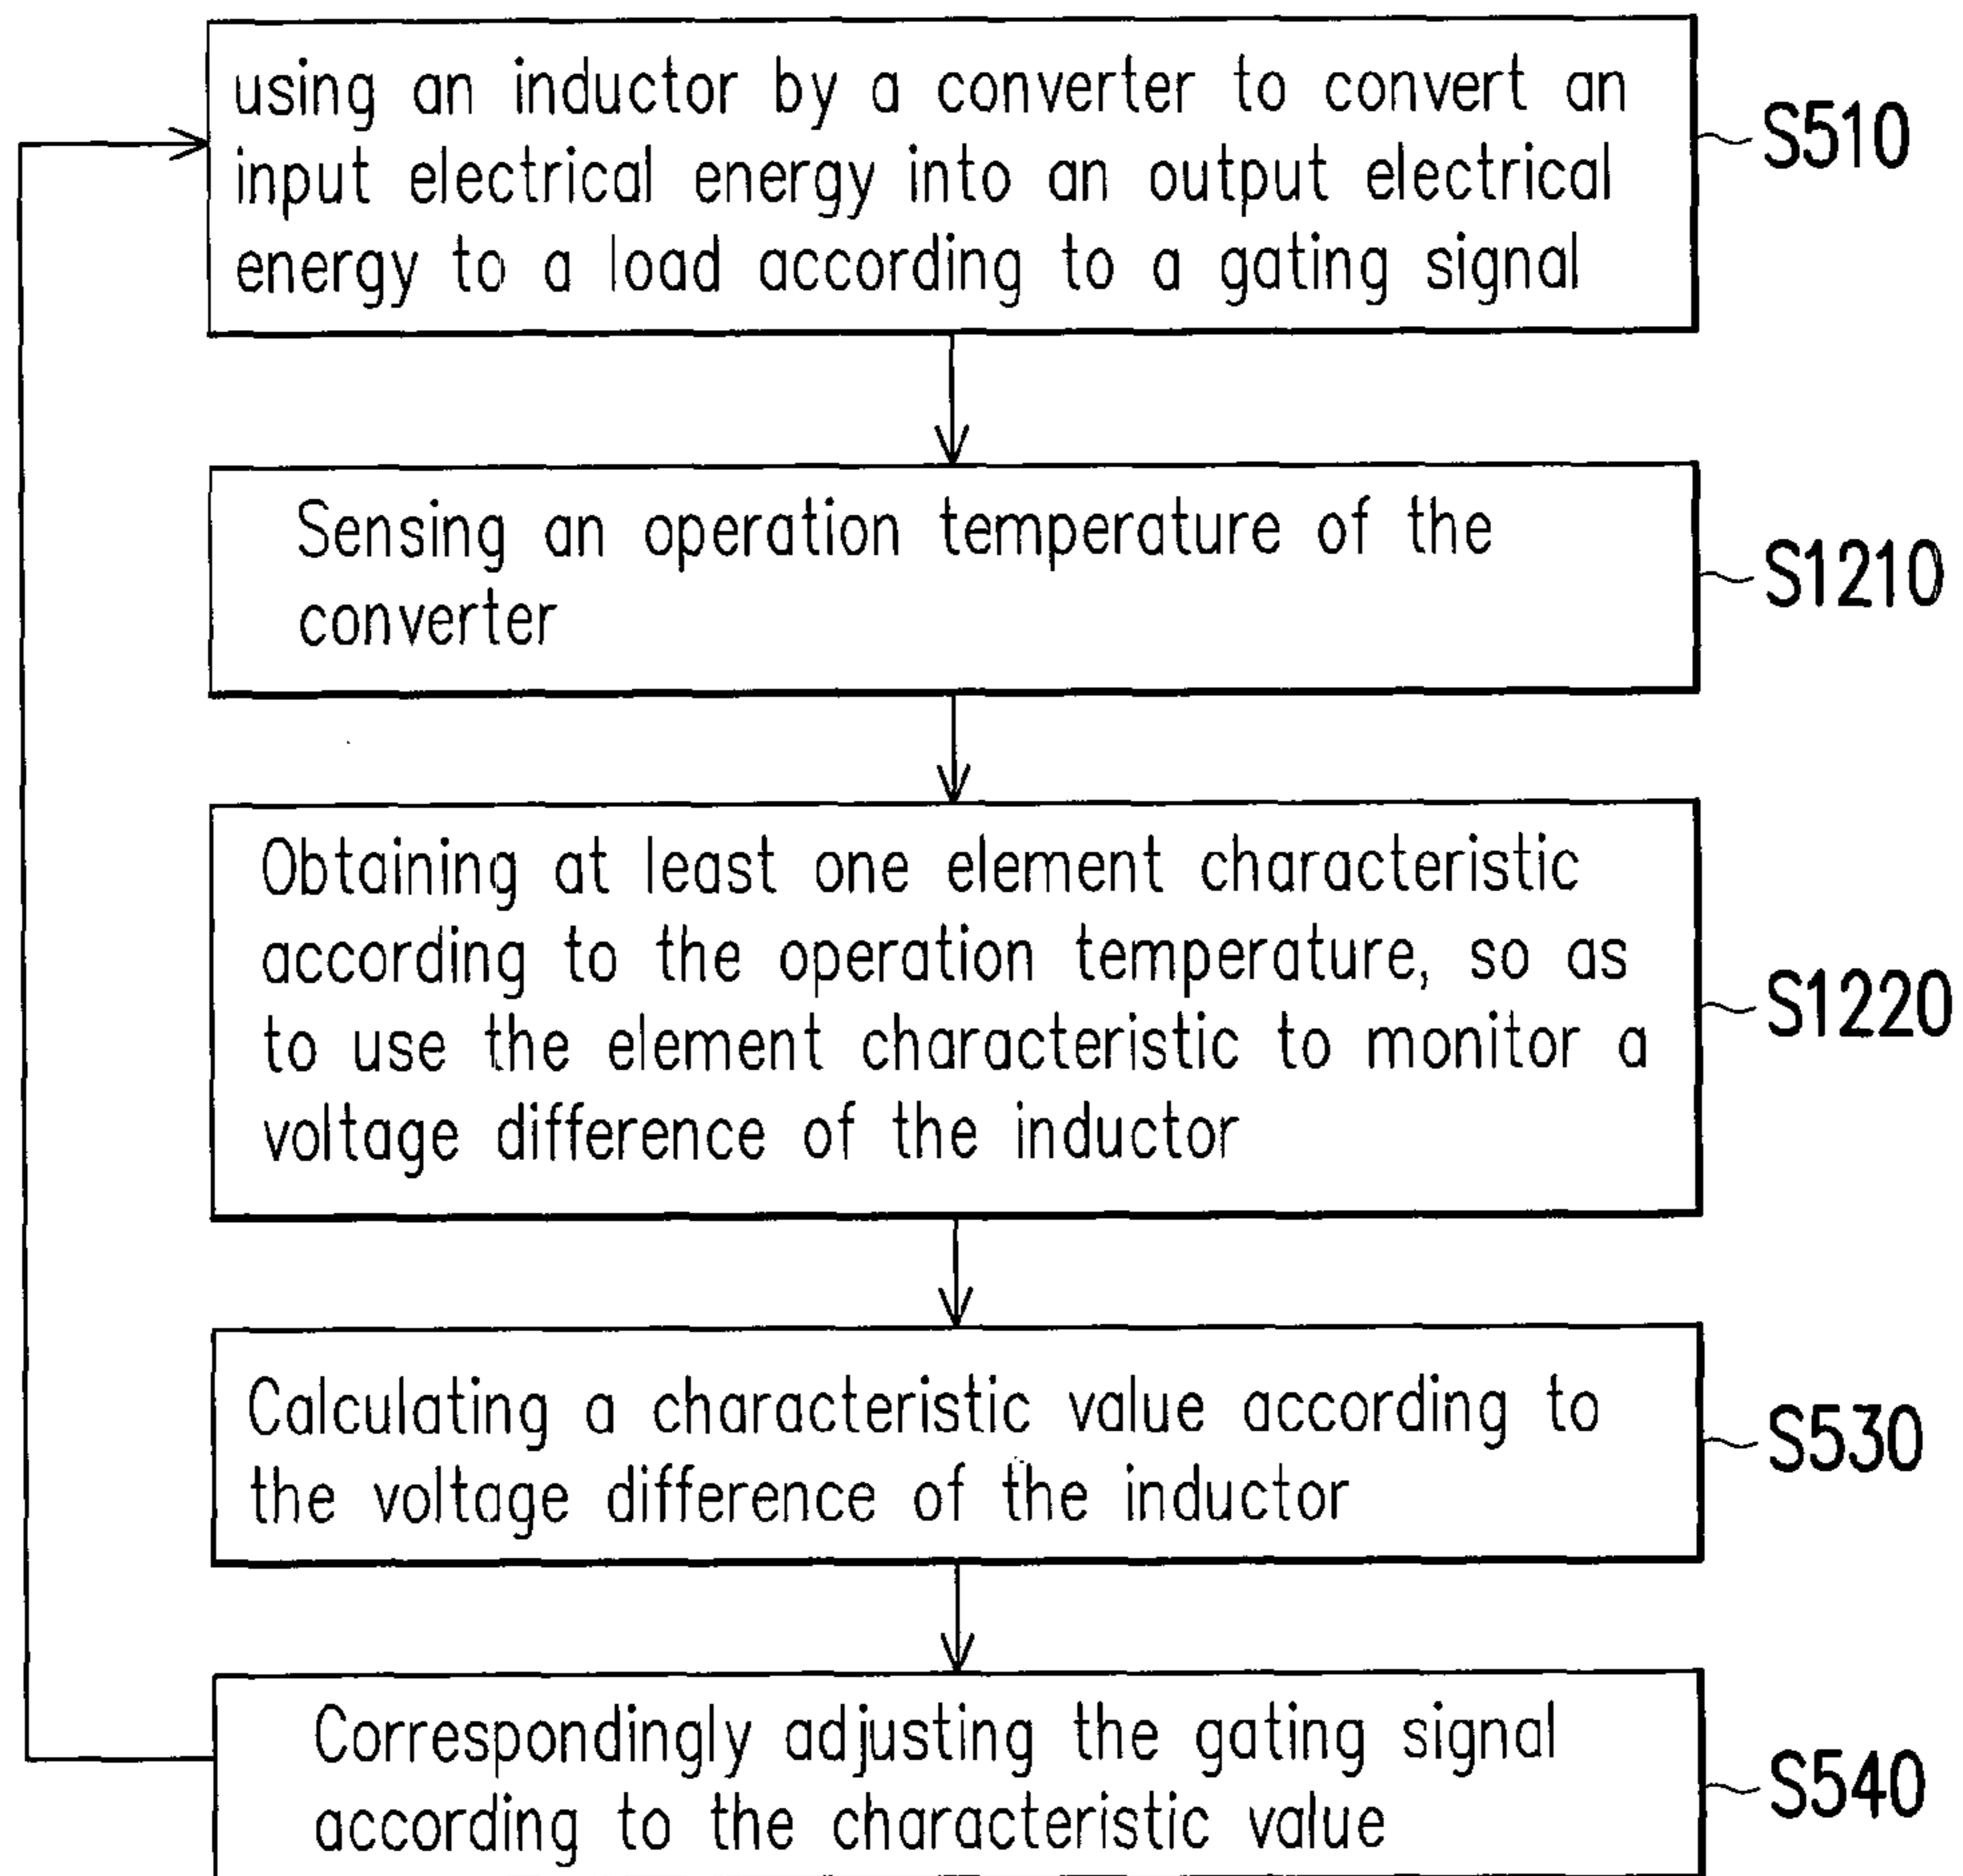 using an inductor by a converter to convert an
input electrical energy into an output electrical
energy to a load according to a gating signal
S510
Sensing an operation temperature of the
converter
S1210
Obtaining at least one element characteristic
according to the operation temperature, so as
to use the element characteristic to monitor a
voltage difference of the inductor
S1220
Calculating a characteristic value according to
the voltage difference of the inductor
S530
Correspondingly adjusting the gating signal
according to the characteristic value
S540